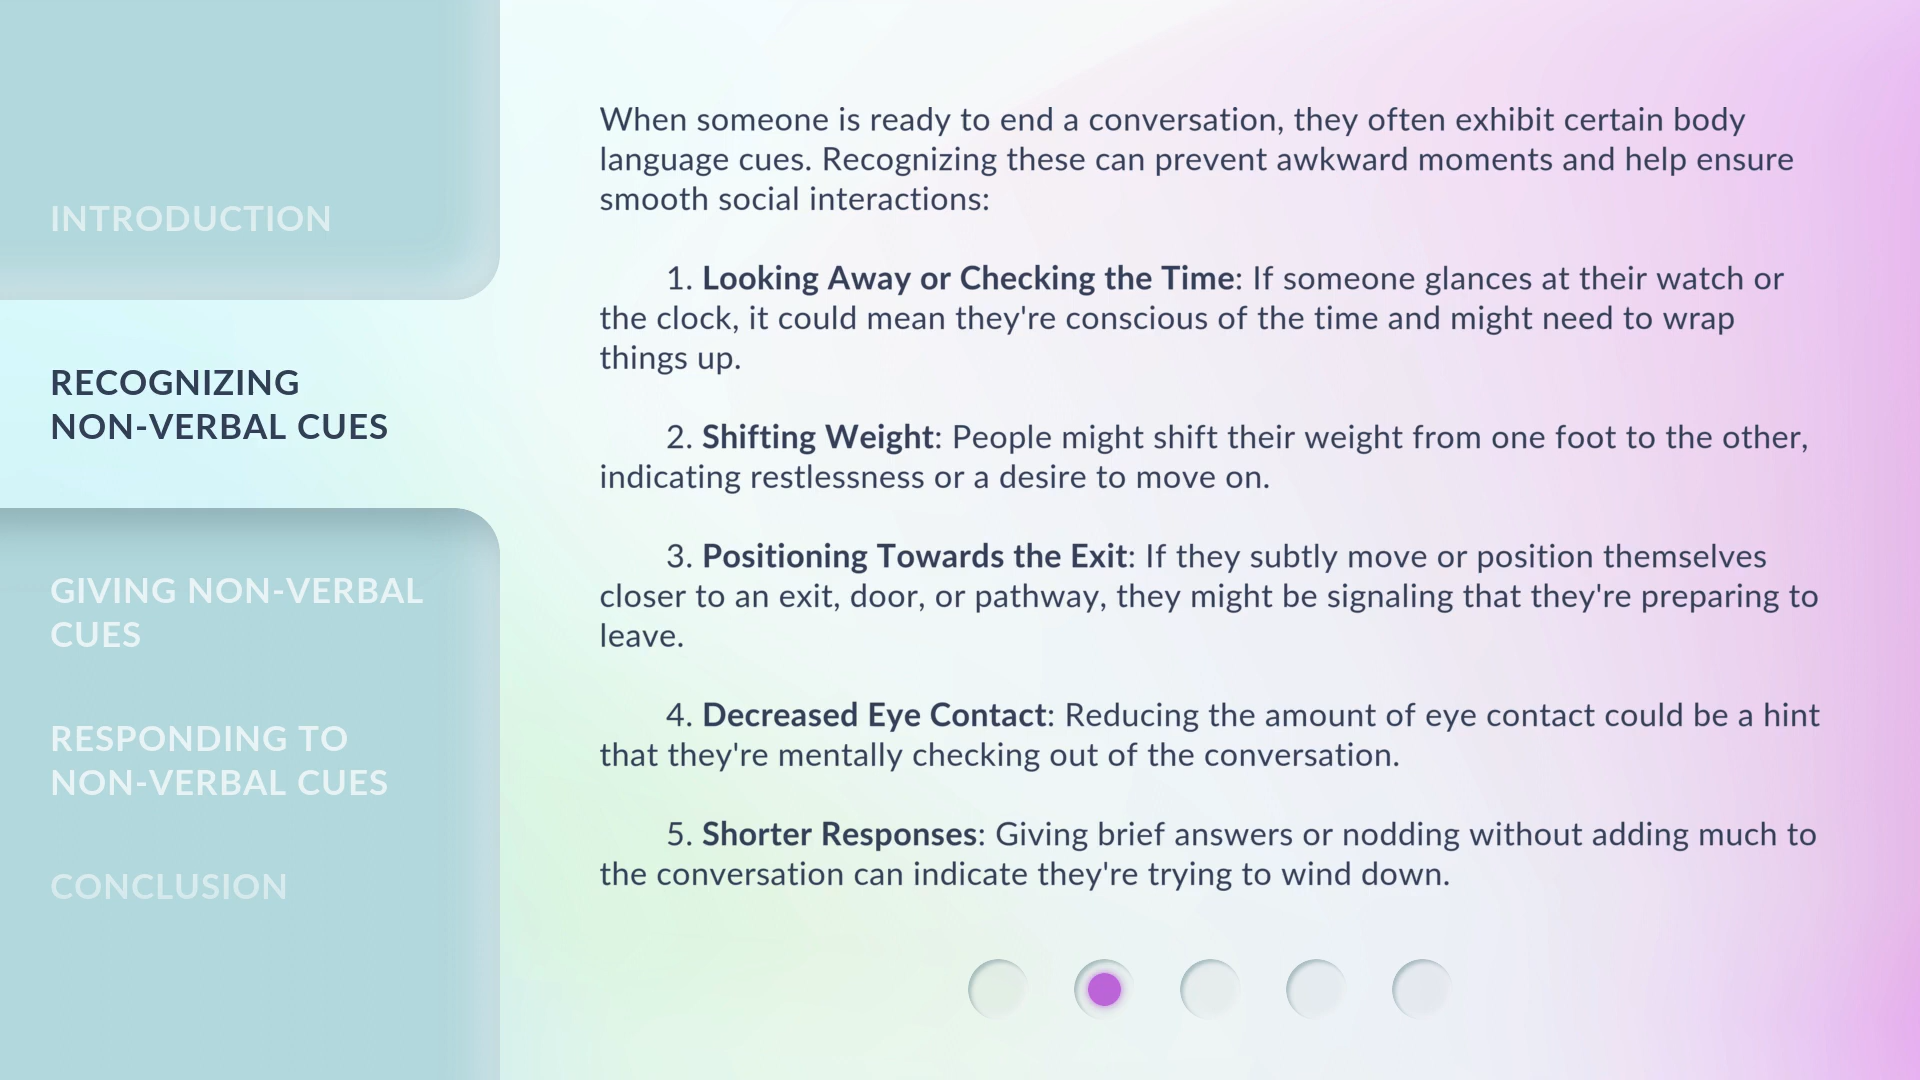 INTRODUCTION
RECOGNIZING
NON-VERBAL CUES
GIVING NON-VERBAL
CUES
RESPONDING TO
NON-VERBAL CUES
CONCLUSION
When someone is ready to end a conversation, they often exhibit certain body
language cues. Recognizing these can prevent awkward moments and help ensure
smooth social interactions:
1. Looking Away or Checking the Time: If someone glances at their watch or
the clock, it could mean they're conscious of the time and might need to wrap
things up.
2. Shifting Weight: People might shift their weight from one foot to the other,
indicating restlessness or a desire to move on.
3. Positioning Towards the Exit: If they subtly move or position themselves
closer to an exit, door, or pathway, they might be signaling that they're preparing to
leave.
4. Decreased Eye Contact: Reducing the amount of eye contact could be a hint
that they're mentally checking out of the conversation.
5. Shorter Responses: Giving brief answers or nodding without adding much to
the conversation can indicate they're trying to wind down.